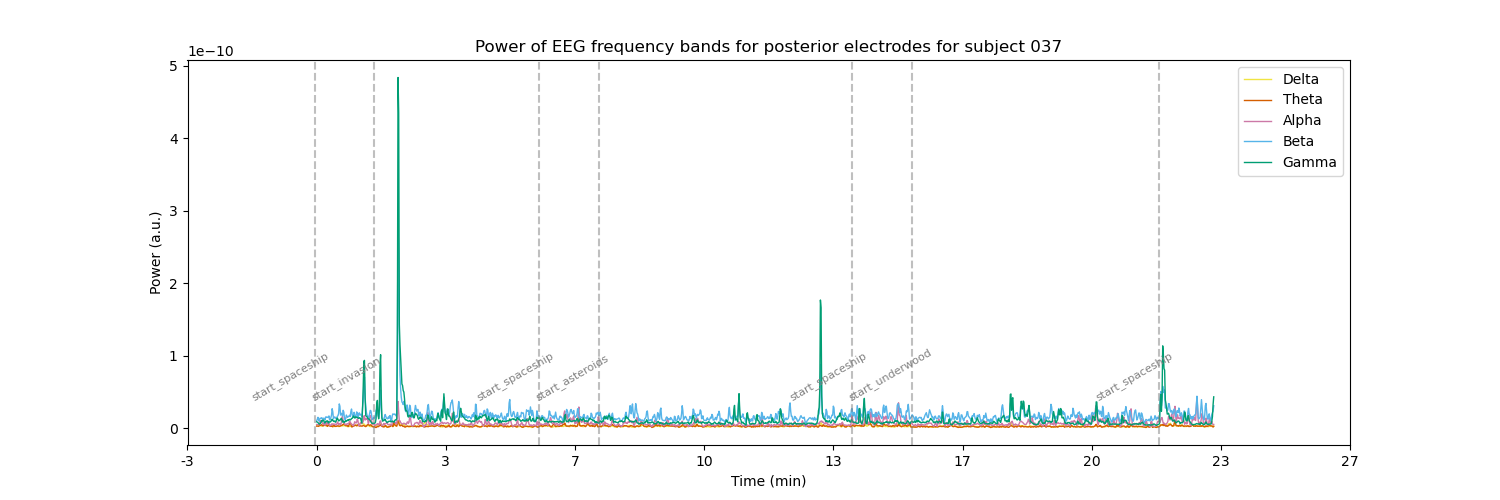 Power of EEG frequency bands for posterior electrodes for subject 037
1e−10
5
4
3
2
1
0
Power (a.u.)
Delta
Theta
Alpha
Beta
Gamma
start_spaceship
start_invasion
start_spaceship
start_asteroids
start_spaceship
start_underwood
start_spaceship
-3
0
3
7
10
13
17
20
23
27
Time (min)